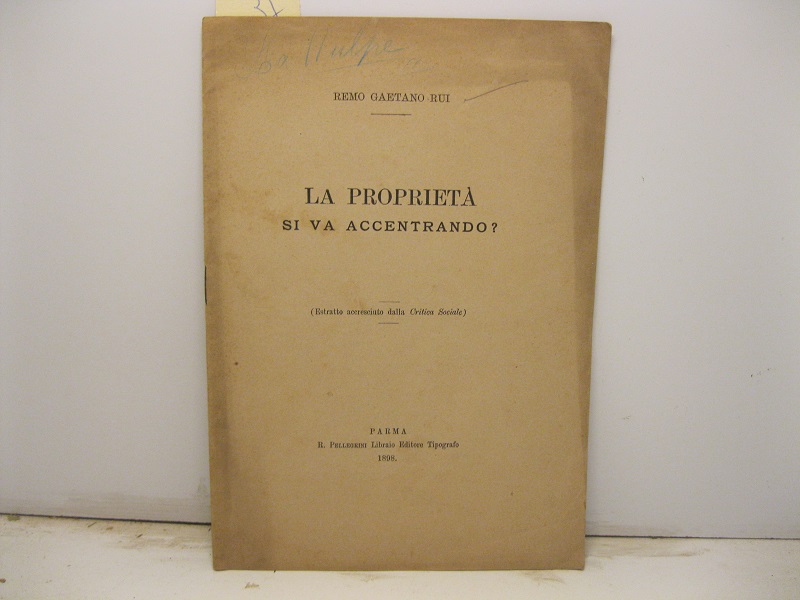 REMO GAETANO RUI
LA PROPRIETÀ
SI VA ACCENTRANDO?
(Estratto accresciuto dalla Critica Sociale)
PARMA
R. PELLEGRINI Libraio Editore Tipografo
1898.